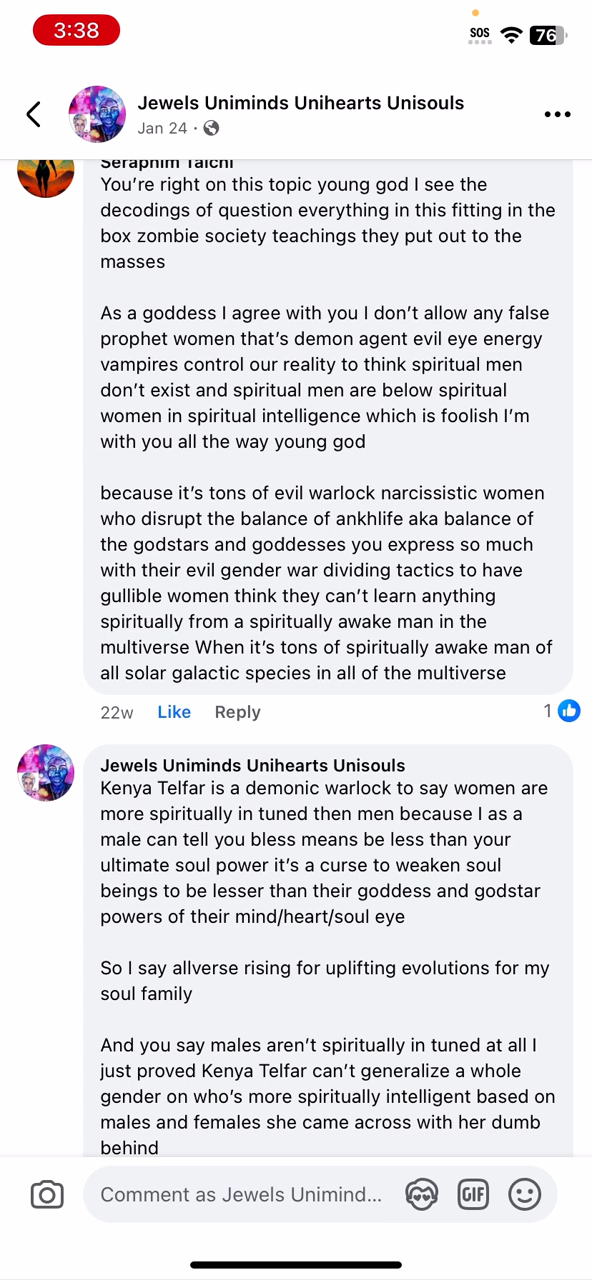 3:38
SOS
76
Jewels Uniminds Unihearts Unisouls
Jan 24 ·
Seraphim Taichi
You're right on this topic young god I see the
decodings of question everything in this fitting in the
box zombie society teachings they put out to the
masses
As a goddess I agree with you I don't allow any false
prophet women that's demon agent evil eye energy
vampires control our reality to think spiritual men
don't exist and spiritual men are below spiritual
women in spiritual intelligence which is foolish I'm
with you all the way young god
because it's tons of evil warlock narcissistic women
who disrupt the balance of ankhlife aka balance of
the godstars and goddesses you express so much
with their evil gender war dividing tactics to have
gullible women think they can't learn anything
spiritually from a spiritually awake man in the
multiverse When it's tons of spiritually awake man of
all solar galactic species in all of the multiverse
22w Like Reply 1
Jewels Uniminds Unihearts Unisouls
Kenya Telfar is a demonic warlock to say women are
more spiritually in tuned then men because I as a
male can tell you bless means be less than your
ultimate soul power it's a curse to weaken soul
beings to be lesser than their goddess and godstar
powers of their mind/heart/soul eye
So I say allverse rising for uplifting evolutions for my
soul family
And you say males aren't spiritually in tuned at all I
just proved Kenya Telfar can't generalize a whole
gender on who's more spiritually intelligent based on
males and females she came across with her dumb
behind
Comment as Jewels Unimind...
GIF